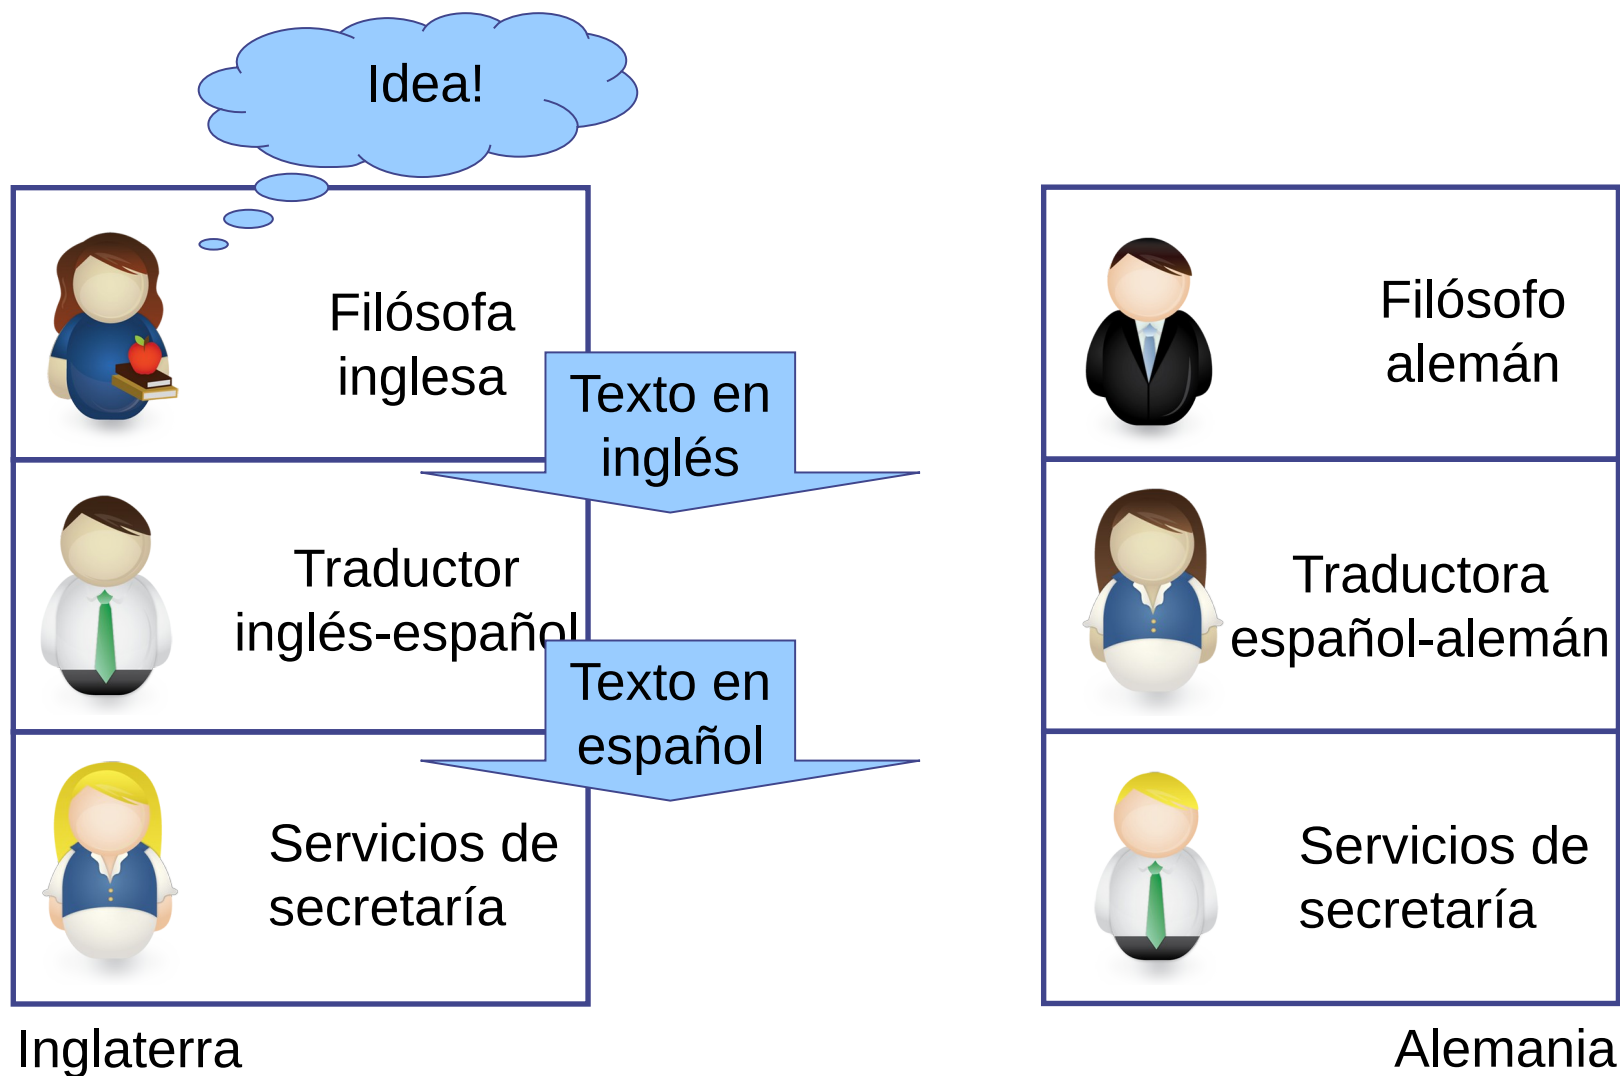 Idea!
Filósofa
inglesa
Texto en
inglés
Traductor
inglés-español
Texto en
español
Servicios de
secretaría
Inglaterra
Filósofo
alemán
Traductora
español-alemán
Servicios de
secretaría
Alemania